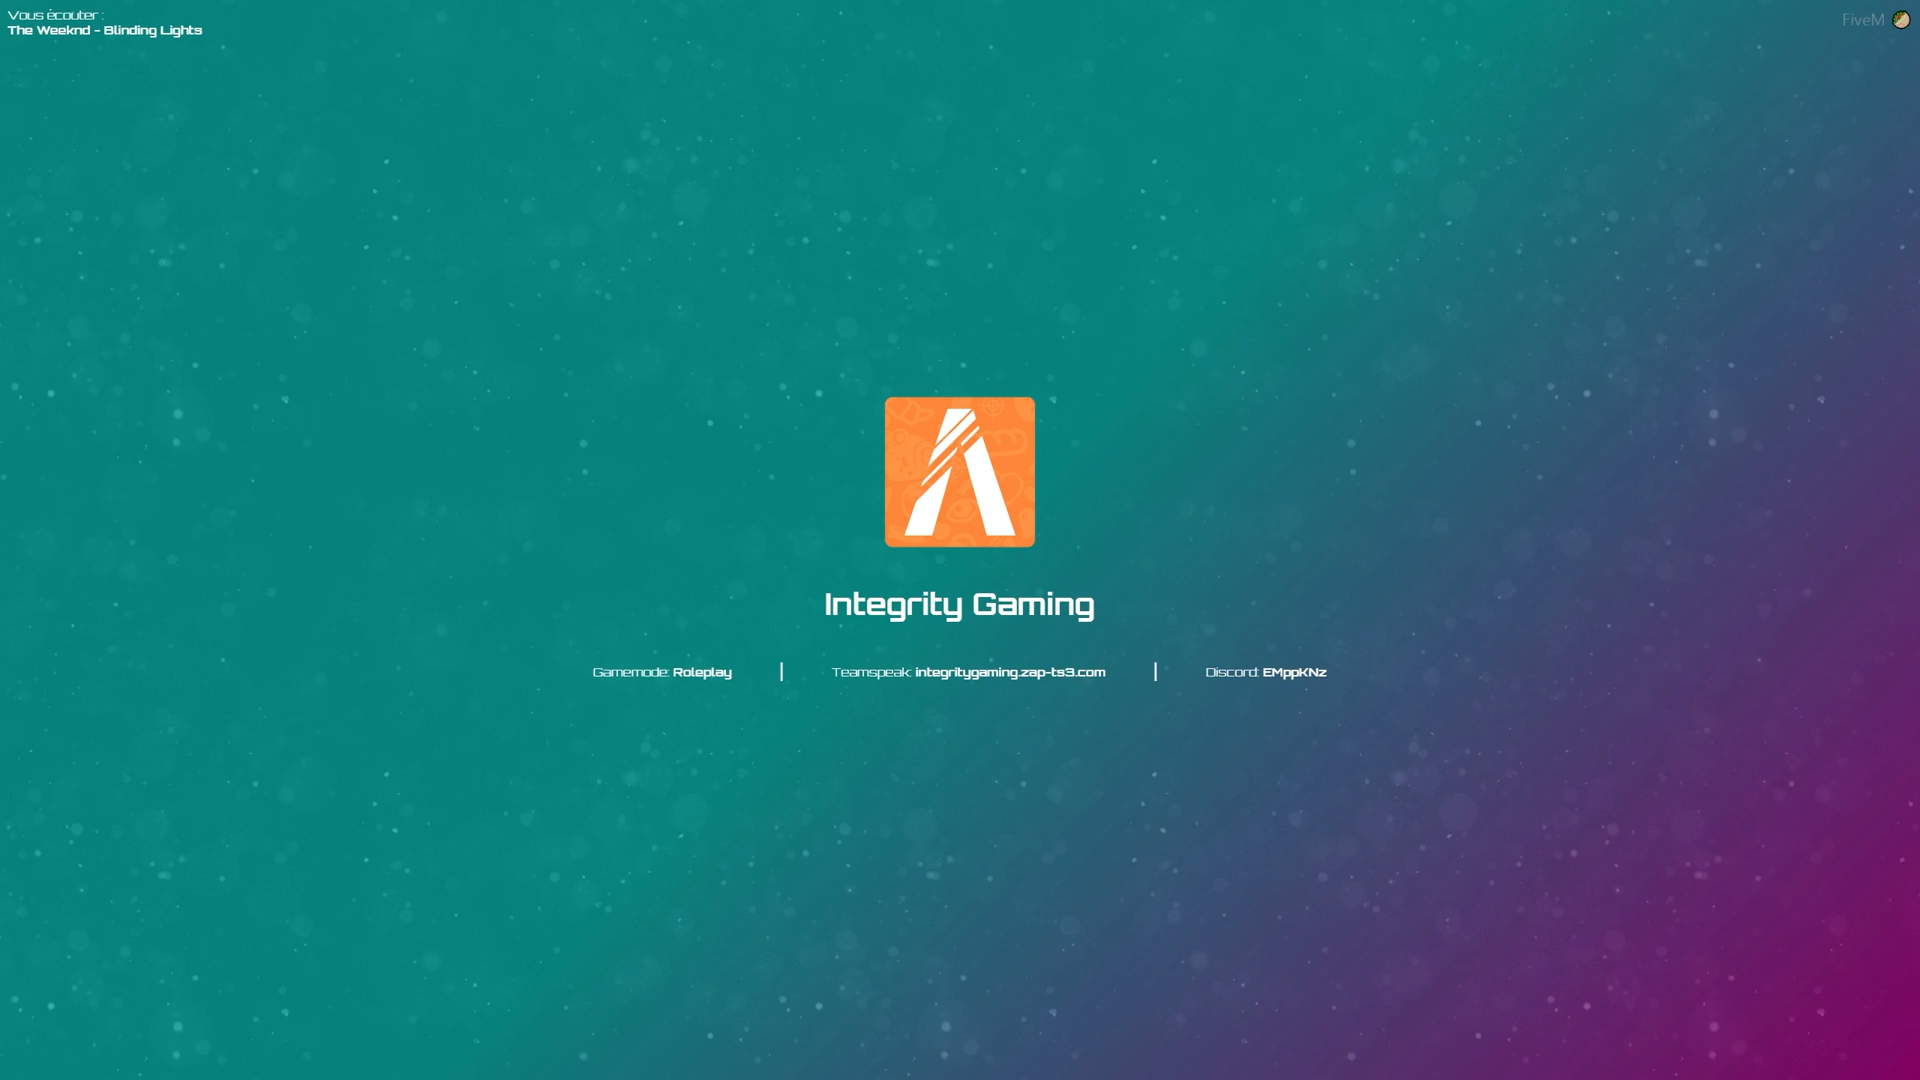 Vous écouter :
The Weeknd - Blinding Lights
FiveM
Integrity Gaming
Gamemode: Roleplay | Teamspeak: integritygaming.zap-ts3.com | Discord: EMppKNz